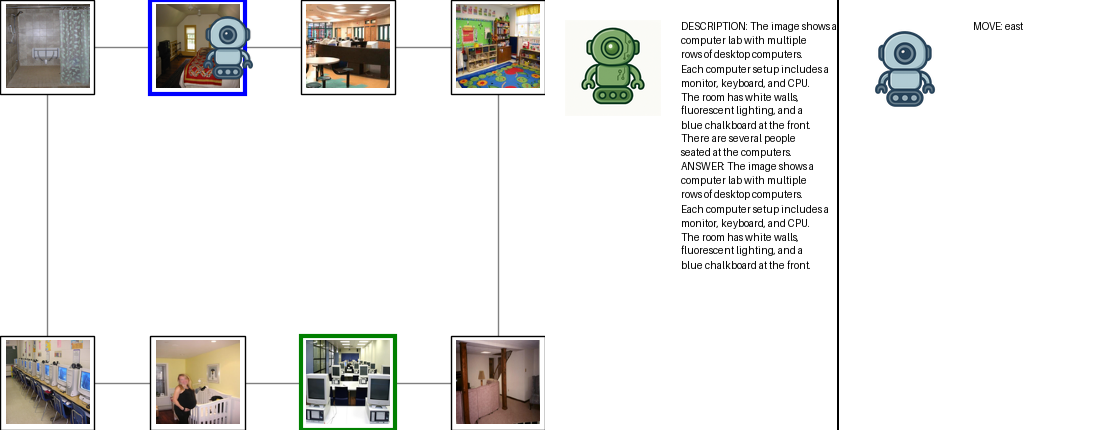 DESCRIPTION: The image shows a
computer lab with multiple
rows of desktop computers.
Each computer setup includes a
monitor, keyboard, and CPU.
The room has white walls,
fluorescent lighting, and a
blue chalkboard at the front.
There are several people
seated at the computers.
ANSWER: The image shows a
computer lab with multiple
rows of desktop computers.
Each computer setup includes a
monitor, keyboard, and CPU.
The room has white walls,
fluorescent lighting, and a
blue chalkboard at the front.
MOVE: east